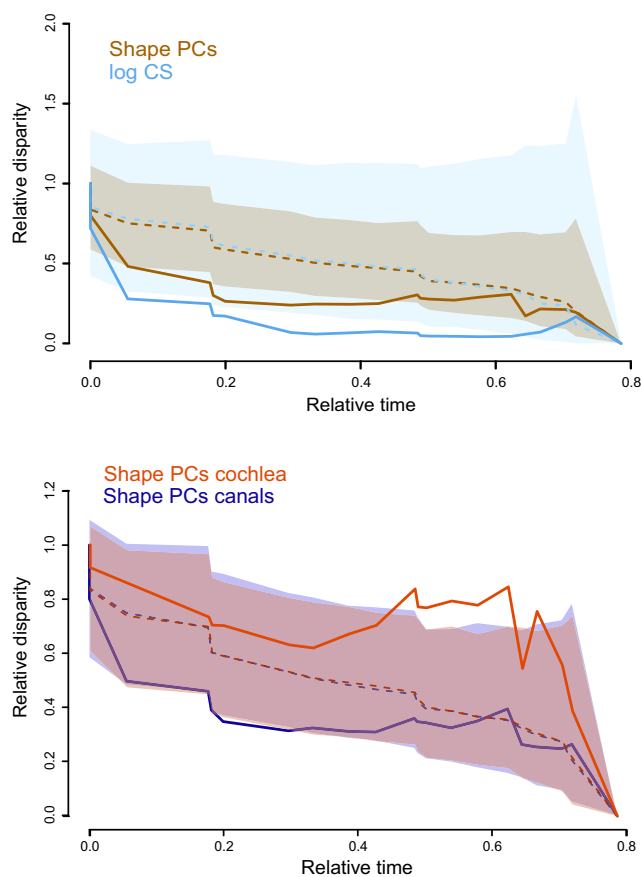 2.0
Shape PCs
log CS
1.5
1.0
0.5
0.0
Relative disparity
0.0 0.2 0.4 0.6 0.8
Relative time
Shape PCs cochlea
Shape PCs canals
1.2
1.0
0.8
0.6
0.4
0.2
0.0
Relative disparity
0.0 0.2 0.4 0.6 0.8
Relative time